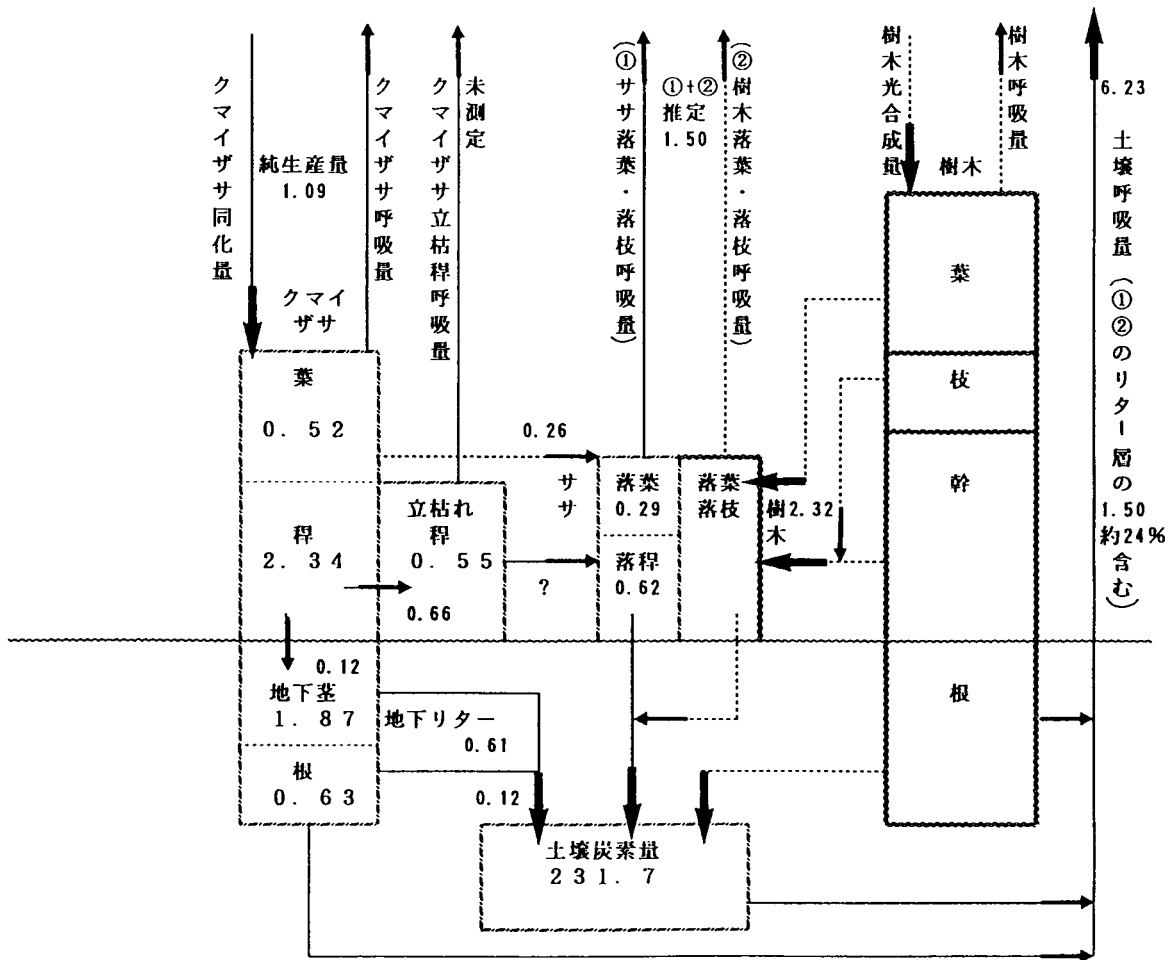 クマイザサ同化量
純生産量
1.09
クマイザサ呼吸量
クマイザサ立枯稈呼吸量
未測定
(①ササ落葉・落枝呼吸量)
①+②
推定
1.50
(②樹木落葉・落枝呼吸量)
樹木光合成量
樹木呼吸量
樹木
6.23
土壌呼吸量(①②のリター層の
1.50
約24%
含む)
クマイ
ザサ
葉
0.52
稈
2.34
0.26
立枯れ
稈
0.55
0.66
?
ササ
落葉
0.29
落稈
0.62
落葉
落枝
樹木
2.32
葉
枝
幹
根
0.12
地下茎
1.87
地下リター
0.61
根
0.63
0.12
土壌炭素量
231.7